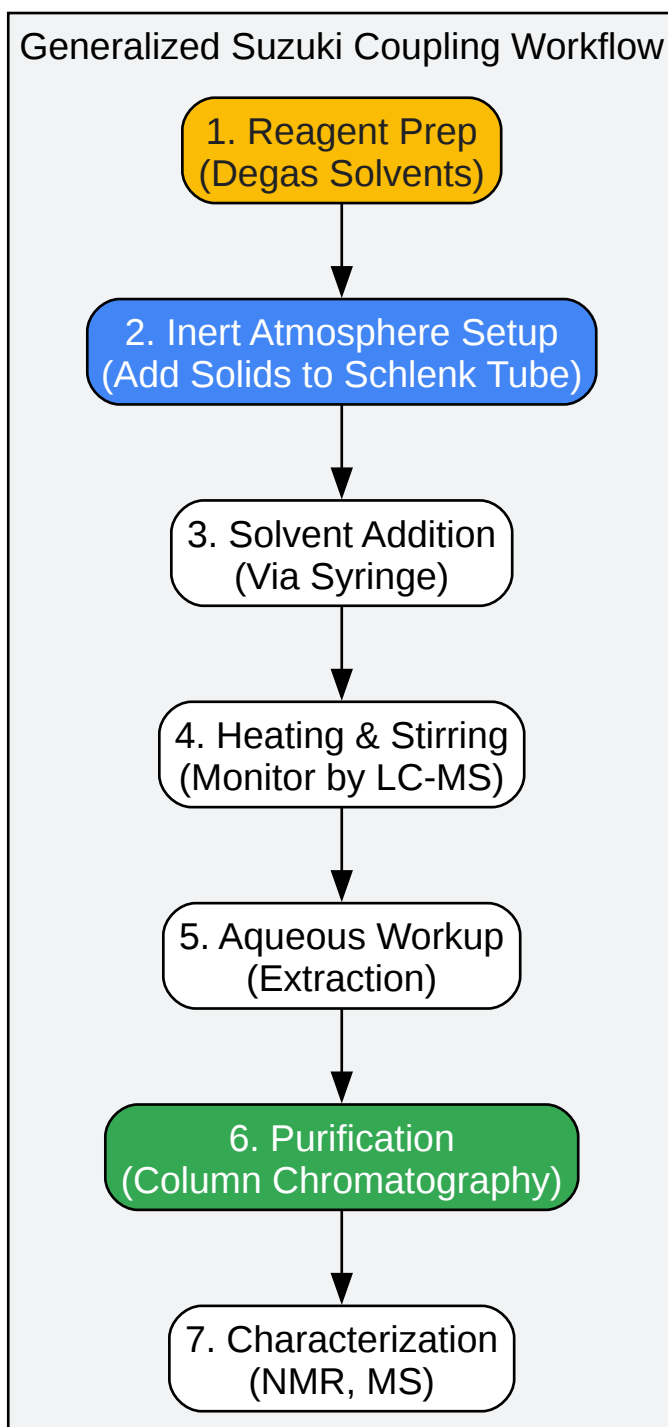 Generalized Suzuki Coupling Workflow
1. Reagent Prep
(Degas Solvents)
2. Inert Atmosphere Setup
(Add Solids to Schlenk Tube)
3. Solvent Addition
(Via Syringe)
4. Heating & Stirring
(Monitor by LC-MS)
5. Aqueous Workup
(Extraction)
6. Purification
(Column Chromatography)
7. Characterization
(NMR, MS)